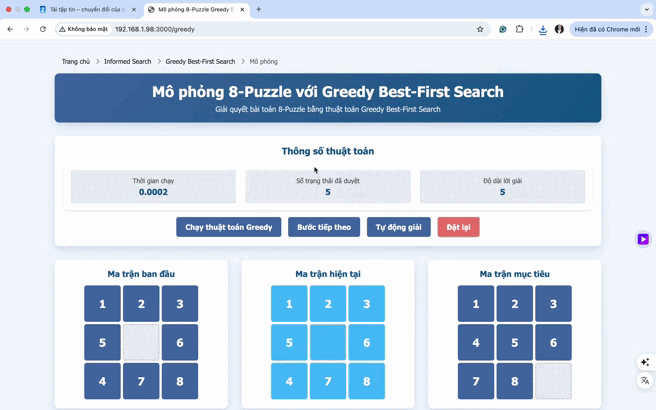 Tải tập tin – chuyển đổi của n
Mô phỏng 8-Puzzle Greedy B
Không bảo mật
192.168.1.98:3000/greedy
Hiện đã có Chrome mới
Trang chủ > Informed Search > Greedy Best-First Search > Mô phỏng
Mô phỏng 8-Puzzle với Greedy Best-First Search
Giải quyết bài toán 8-Puzzle bằng thuật toán Greedy Best-First Search
Thông số thuật toán
Thời gian chạy
0.0002
Số trạng thái đã duyệt
5
Độ dài lời giải
5
Chạy thuật toán Greedy
Bước tiếp theo
Tự động giải
Đặt lại
Ma trận ban đầu
1 2 3
5 6
4 7 8
Ma trận hiện tại
1 2 3
5 6
4 7 8
Ma trận mục tiêu
1 2 3
4 5 6
7 8